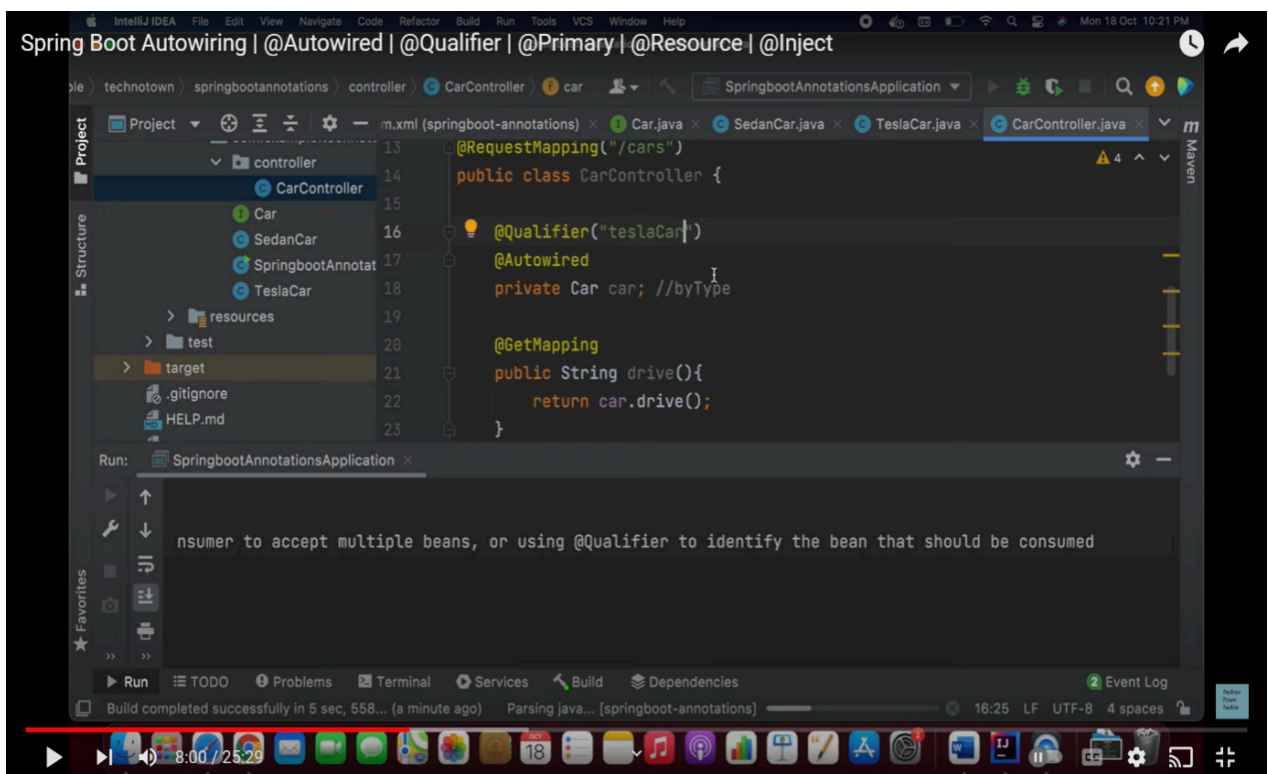 IntelliJ IDEA File Edit View Navigate Code Refactor Build Run Tools VCS Window Help Mon 18 Oct 10:21 PM
Spring Boot Autowiring | @Autowired | @Qualifier | @Primary | @Resource | @Inject
ple technotown springbootannotations controller CarController car SpringbootAnnotationsApplication
Project m.xml (springboot-annotations) Car.java SedanCar.java TeslaCar.java CarController.java
Project
Structure
Favorites
m Maven
controller
CarController
Car
SedanCar
SpringbootAnnotat
TeslaCar
resources
test
target
.gitignore
HELP.md
4
13 @RequestMapping("/cars")
14 public class CarController {
15
16 @Qualifier("teslaCar")
17 @Autowired
18 private Car car; //byType
19
20 @GetMapping
21 public String drive(){
22 return car.drive();
23 }
Run: SpringbootAnnotationsApplication
nsumer to accept multiple beans, or using @Qualifier to identify the bean that should be consumed
Run TODO Problems Terminal Services Build Dependencies 2 Event Log
Build completed successfully in 5 sec, 558... (a minute ago) Parsing java... [springboot-annotations] 16:25 LF UTF-8 4 spaces
8:00 / 25:29
OCT
18